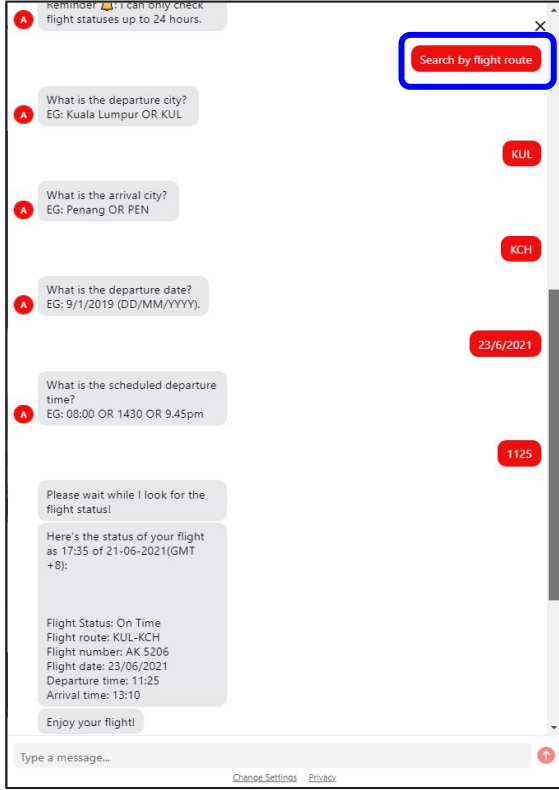 Reminder 🔔: I can only check
flight statuses up to 24 hours.
A
Search by flight route
What is the departure city?
EG: Kuala Lumpur OR KUL
A
KUL
What is the arrival city?
EG: Penang OR PEN
A
KCH
What is the departure date?
EG: 9/1/2019 (DD/MM/YYYY).
A
23/6/2021
What is the scheduled departure
time?
EG: 08:00 OR 1430 OR 9.45pm
A
1125
Please wait while I look for the
flight status!
Here's the status of your flight
as 17:35 of 21-06-2021(GMT
+8):
Flight Status: On Time
Flight route: KUL-KCH
Flight number: AK 5206
Flight date: 23/06/2021
Departure time: 11:25
Arrival time: 13:10
Enjoy your flight!
Type a message...
Change Settings Privacy